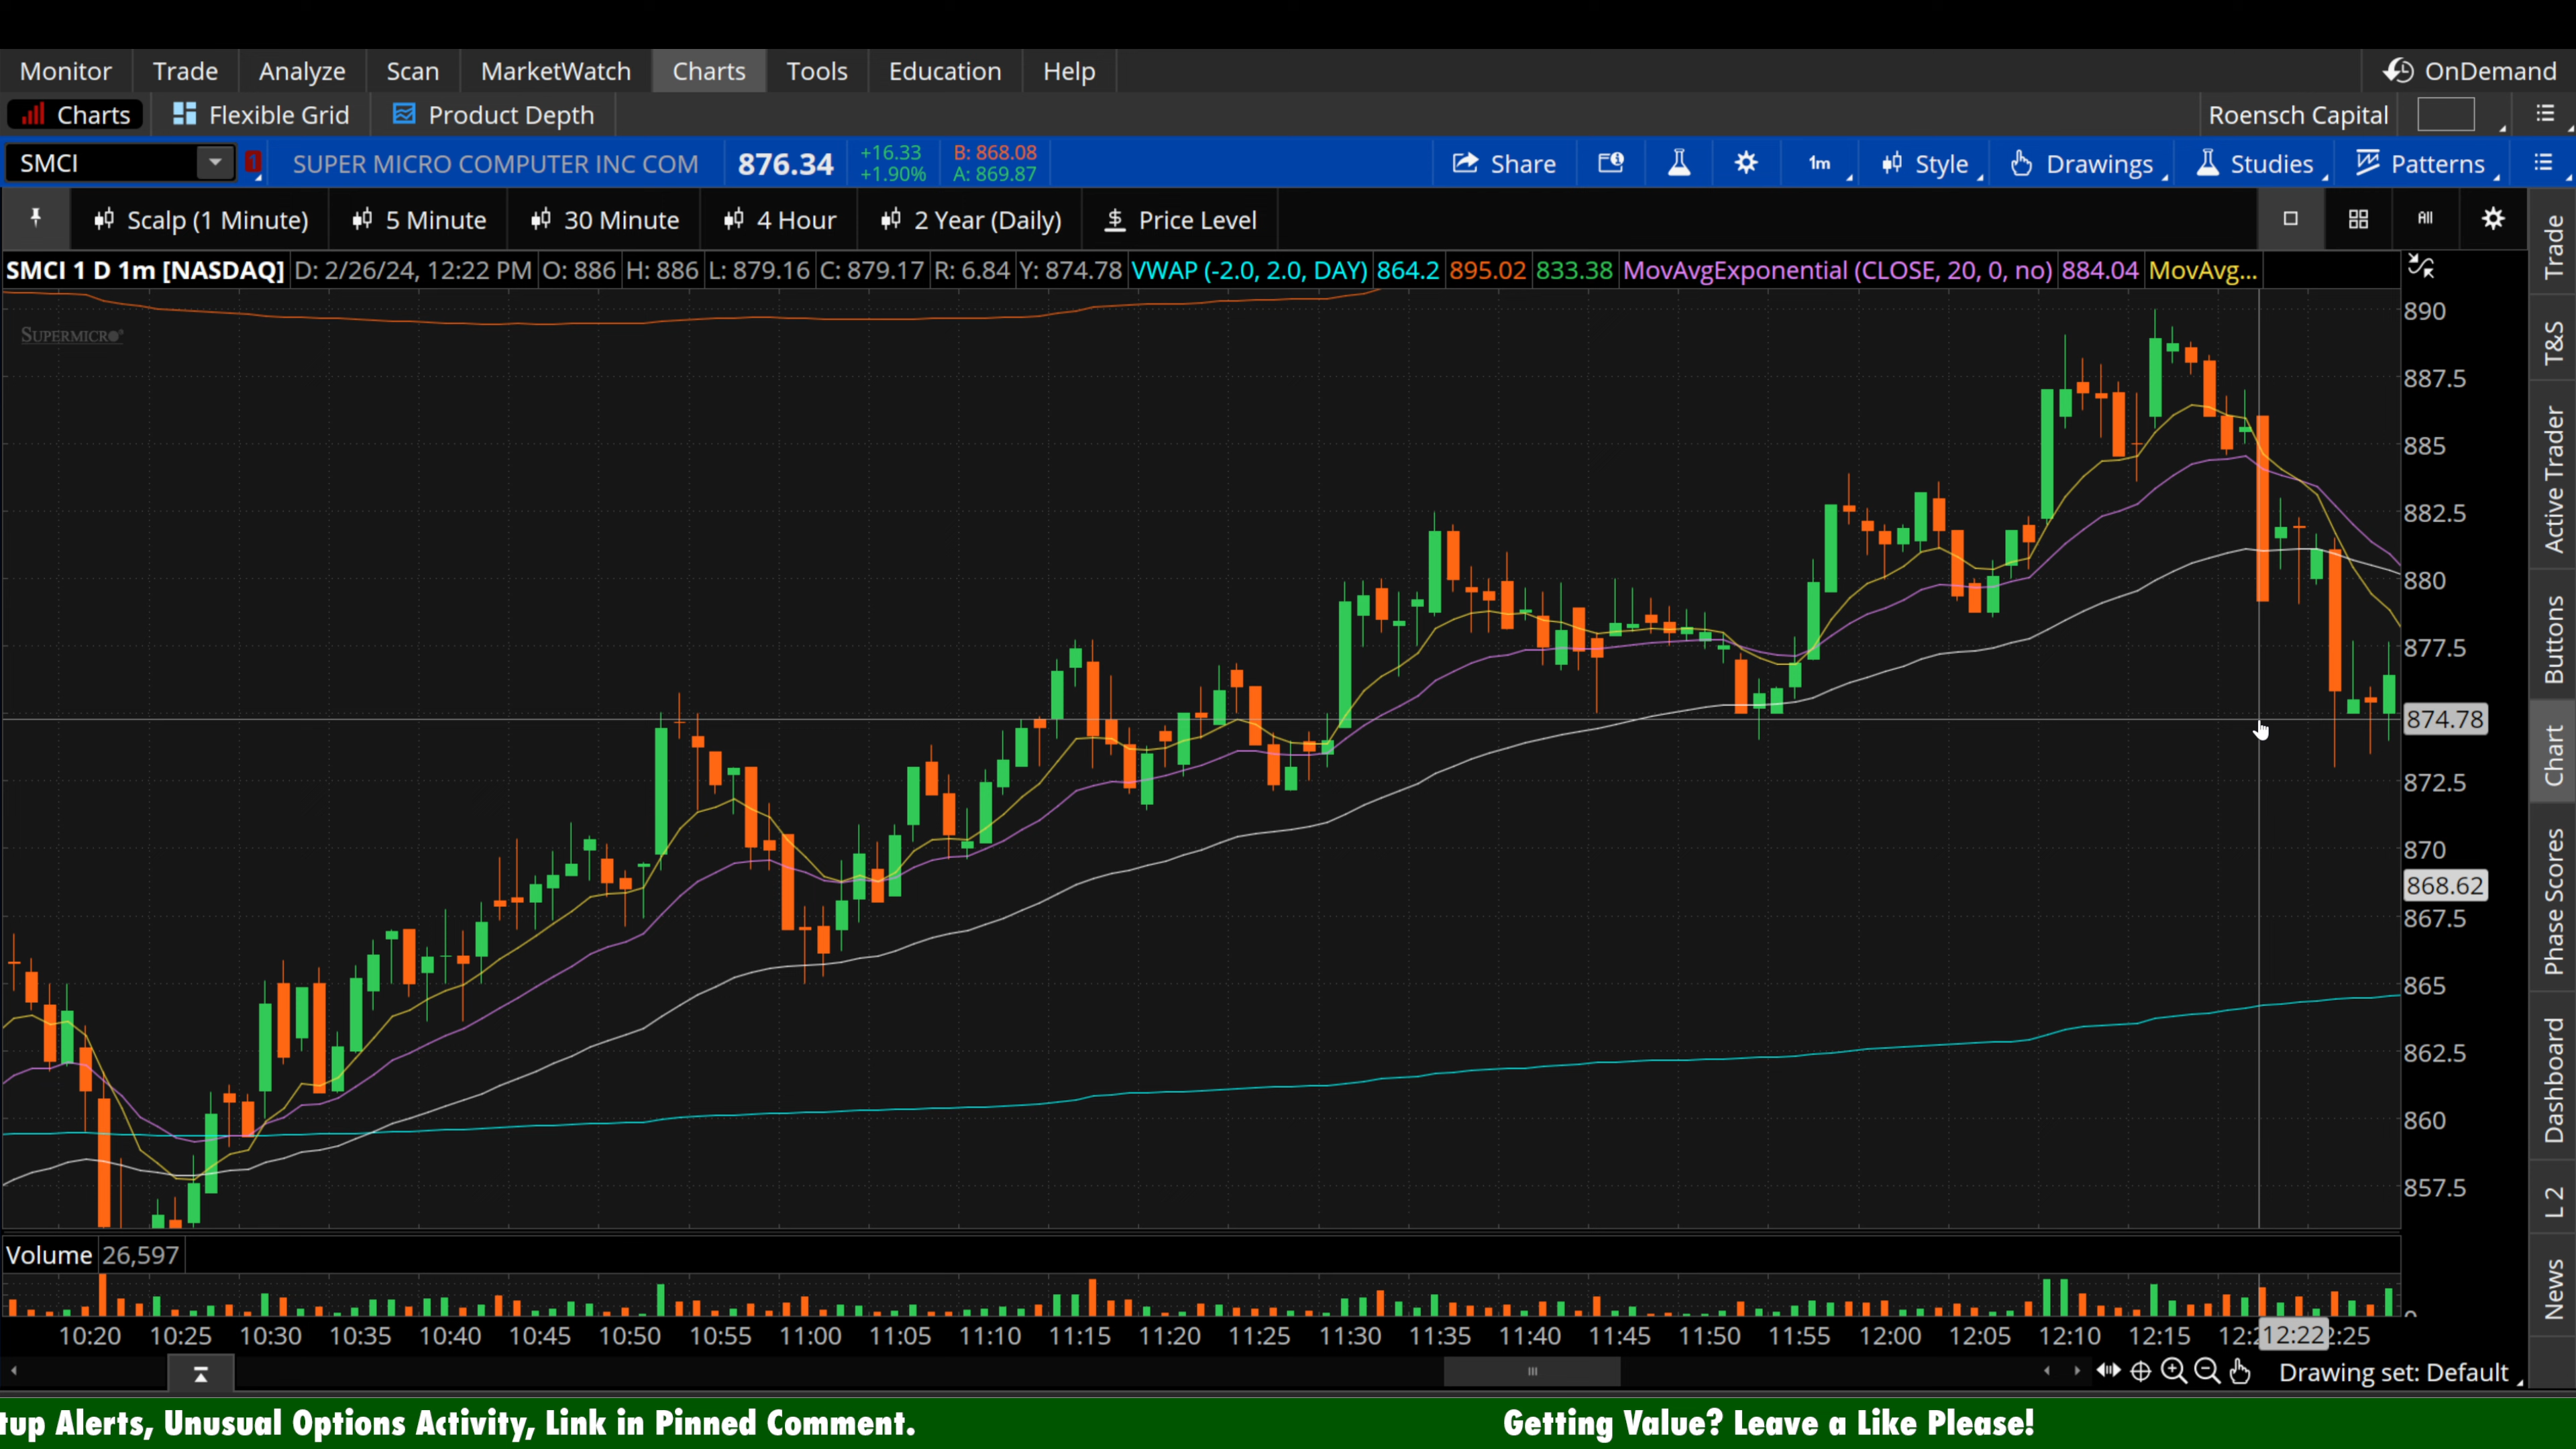 Monitor Trade Analyze Scan MarketWatch Charts Tools Education Help OnDemand
Charts Flexible Grid Product Depth Roensch Capital
SMCI 1 SUPER MICRO COMPUTER INC COM 876.34 +16.33 B: 868.08 Share 1m Style Drawings Studies Patterns
+1.90% A: 869.87
Scalp (1 Minute) 5 Minute 30 Minute 4 Hour 2 Year (Daily) $ Price Level All
SMCI 1 D 1m [NASDAQ] D: 2/26/24, 12:22 PM O: 886 H: 886 L: 879.16 C: 879.17 R: 6.84 Y: 874.78 VWAP (-2.0, 2.0, DAY) 864.2 895.02 833.38 MovAvgExponential (CLOSE, 20, 0, no) 884.04 MovAvg...
SUPERMICRO
890
887.5
885
882.5
880
877.5
874.78
872.5
870
868.62
867.5
865
862.5
860
857.5
Trade
T&S
Active Trader
Buttons
Chart
Phase Scores
Dashboard
L 2
News
Volume 26,597
10:20 10:25 10:30 10:35 10:40 10:45 10:50 10:55 11:00 11:05 11:10 11:15 11:20 11:25 11:30 11:35 11:40 11:45 11:50 11:55 12:00 12:05 12:10 12:15 12:22 :25
Drawing set: Default
tup Alerts, Unusual Options Activity, Link in Pinned Comment. Getting Value? Leave a Like Please!